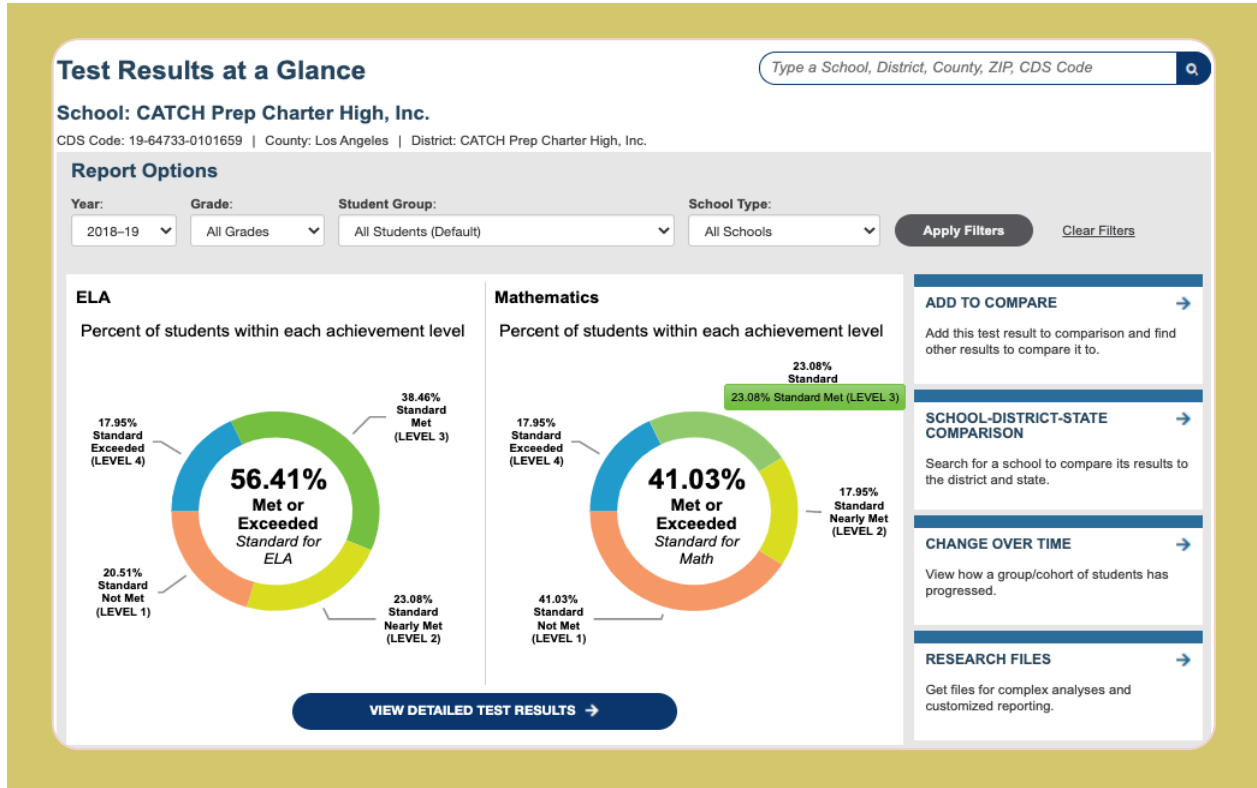 Test Results at a Glance
Type a School, District, County, ZIP, CDS Code
School: CATCH Prep Charter High, Inc.
CDS Code: 19-64733-0101659 | County: Los Angeles | District: CATCH Prep Charter High, Inc.
Report Options
Year: Grade: Student Group: School Type:
2018–19 All Grades All Students (Default) All Schools Apply Filters Clear Filters
ELA
Percent of students within each achievement level
38.46%
Standard
Met
(LEVEL 3)
17.95%
Standard
Exceeded
(LEVEL 4)
56.41%
Met or
Exceeded
Standard for
ELA
20.51%
Standard
Not Met
(LEVEL 1)
23.08%
Standard
Nearly Met
(LEVEL 2)
Mathematics
Percent of students within each achievement level
23.08%
Standard
23.08% Standard Met (LEVEL 3)
17.95%
Standard
Exceeded
(LEVEL 4)
41.03%
Met or
Exceeded
Standard for
Math
17.95%
Standard
Nearly Met
(LEVEL 2)
41.03%
Standard
Not Met
(LEVEL 1)
VIEW DETAILED TEST RESULTS →
ADD TO COMPARE →
Add this test result to comparison and find
other results to compare it to.
SCHOOL-DISTRICT-STATE →
COMPARISON
Search for a school to compare its results to
the district and state.
CHANGE OVER TIME →
View how a group/cohort of students has
progressed.
RESEARCH FILES →
Get files for complex analyses and
customized reporting.